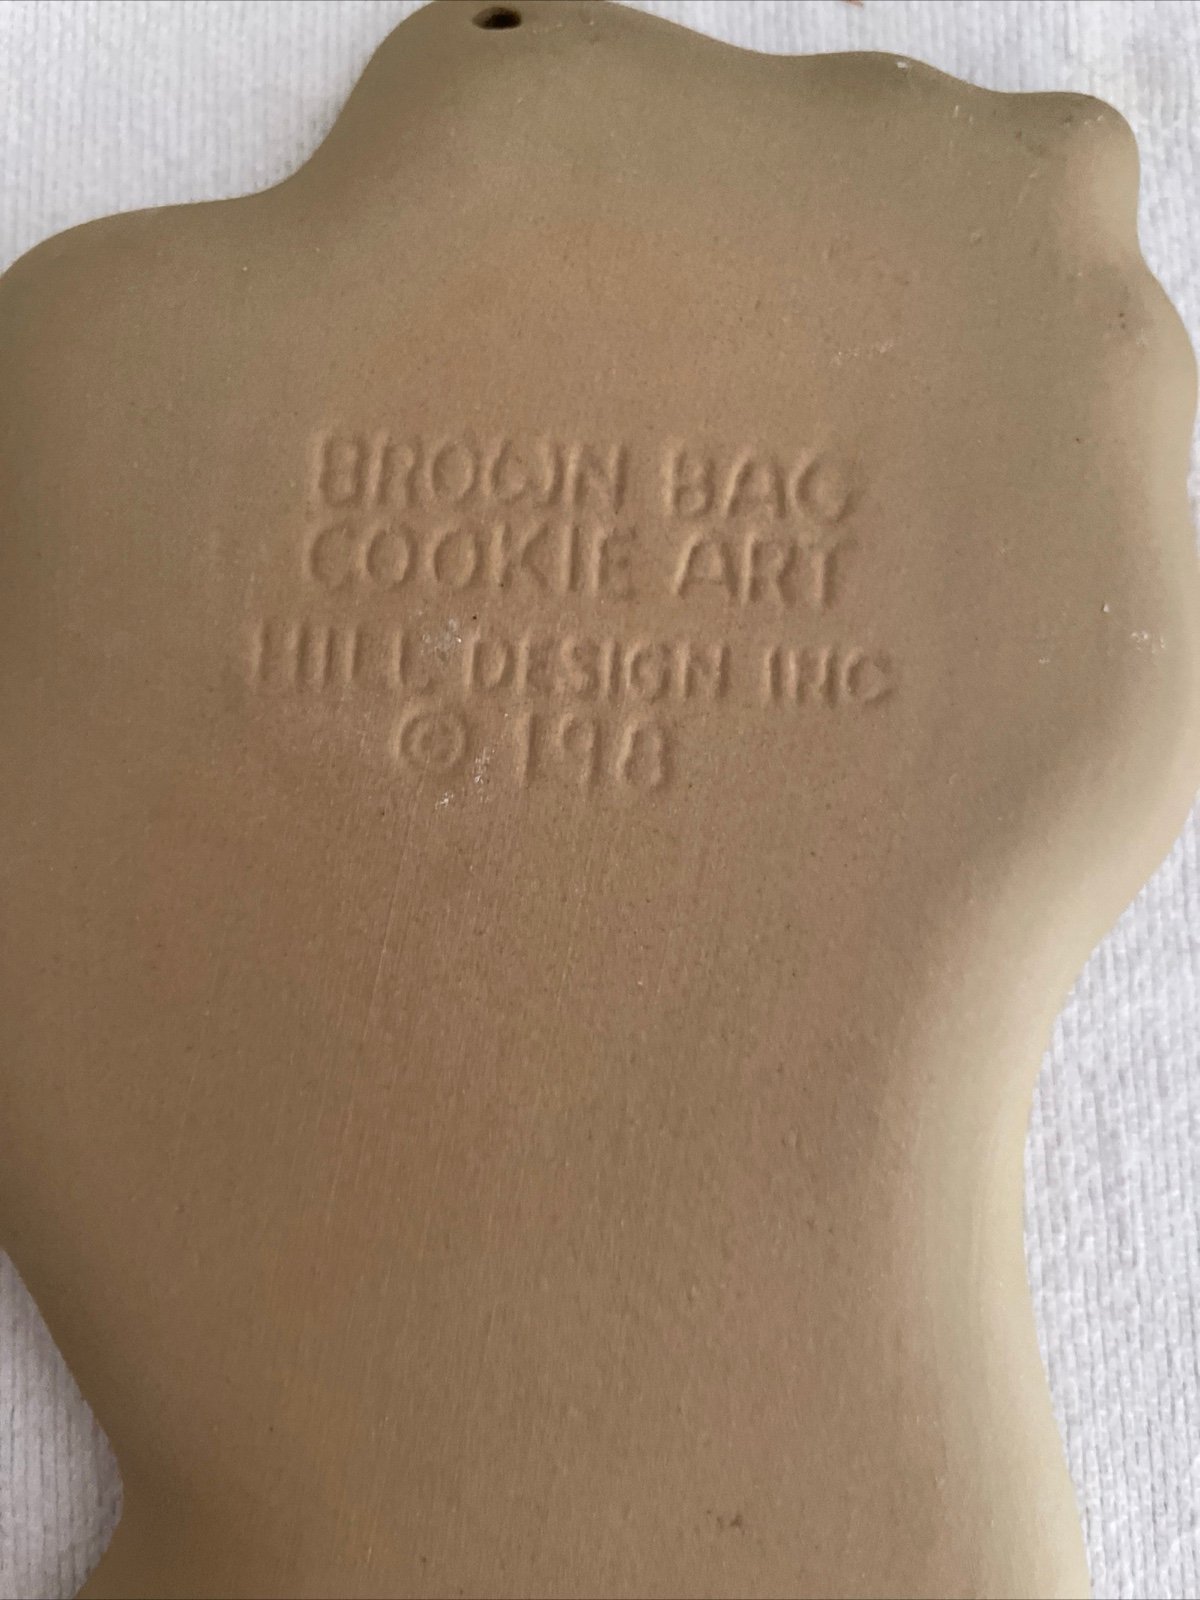 BROWN BAG
COOKIE ART
HILL DESIGN INC
© 198